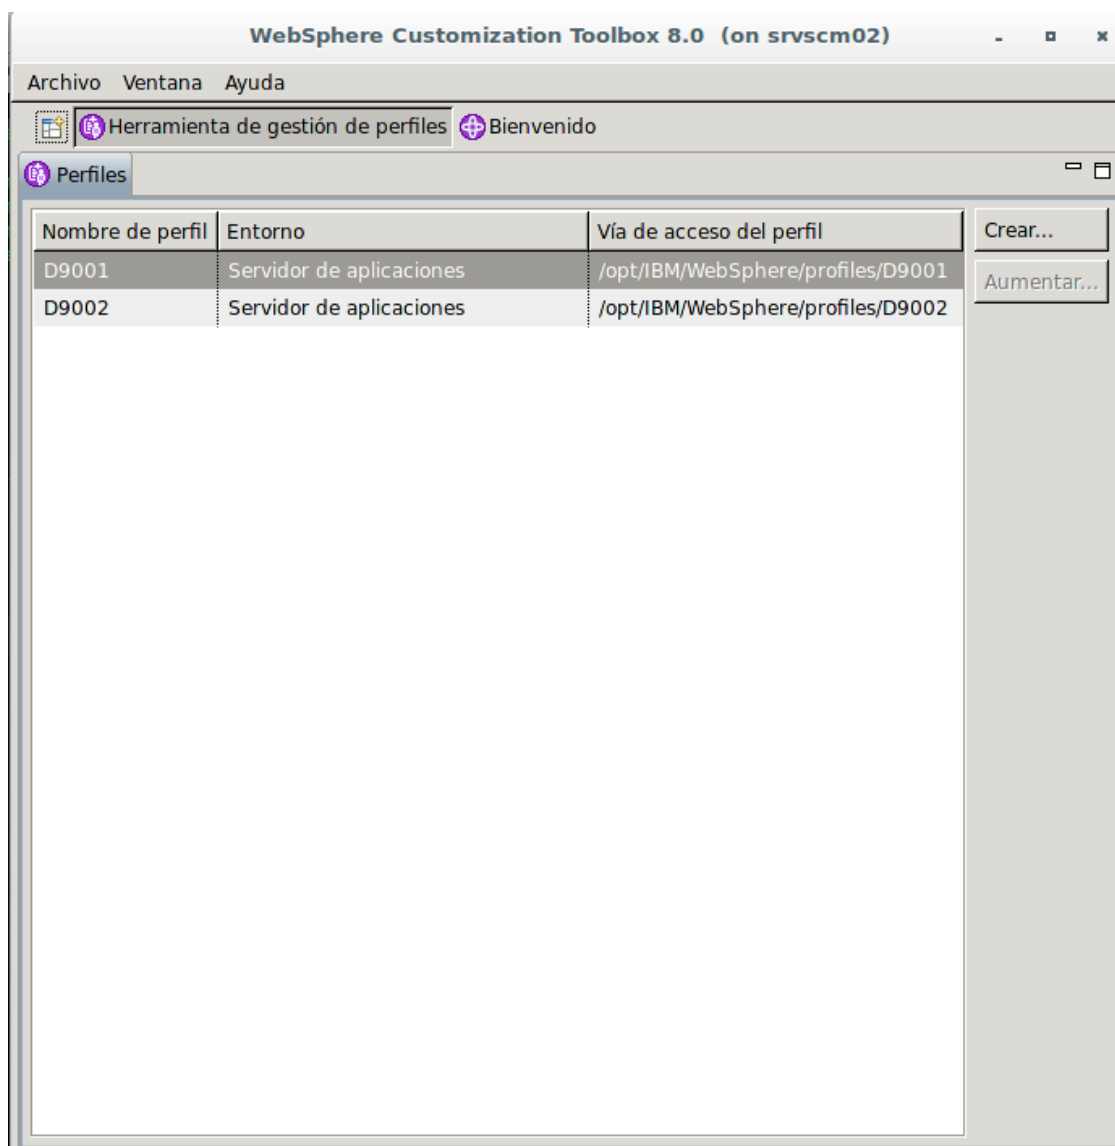 WebSphere Customization Toolbox 8.0 (on srvscm02)
Archivo Ventana Ayuda
Herramienta de gestión de perfiles Bienvenido
Perfiles
Nombre de perfil Entorno Vía de acceso del perfil Crear...
D9001 Servidor de aplicaciones /opt/IBM/WebSphere/profiles/D9001 Aumentar...
D9002 Servidor de aplicaciones /opt/IBM/WebSphere/profiles/D9002